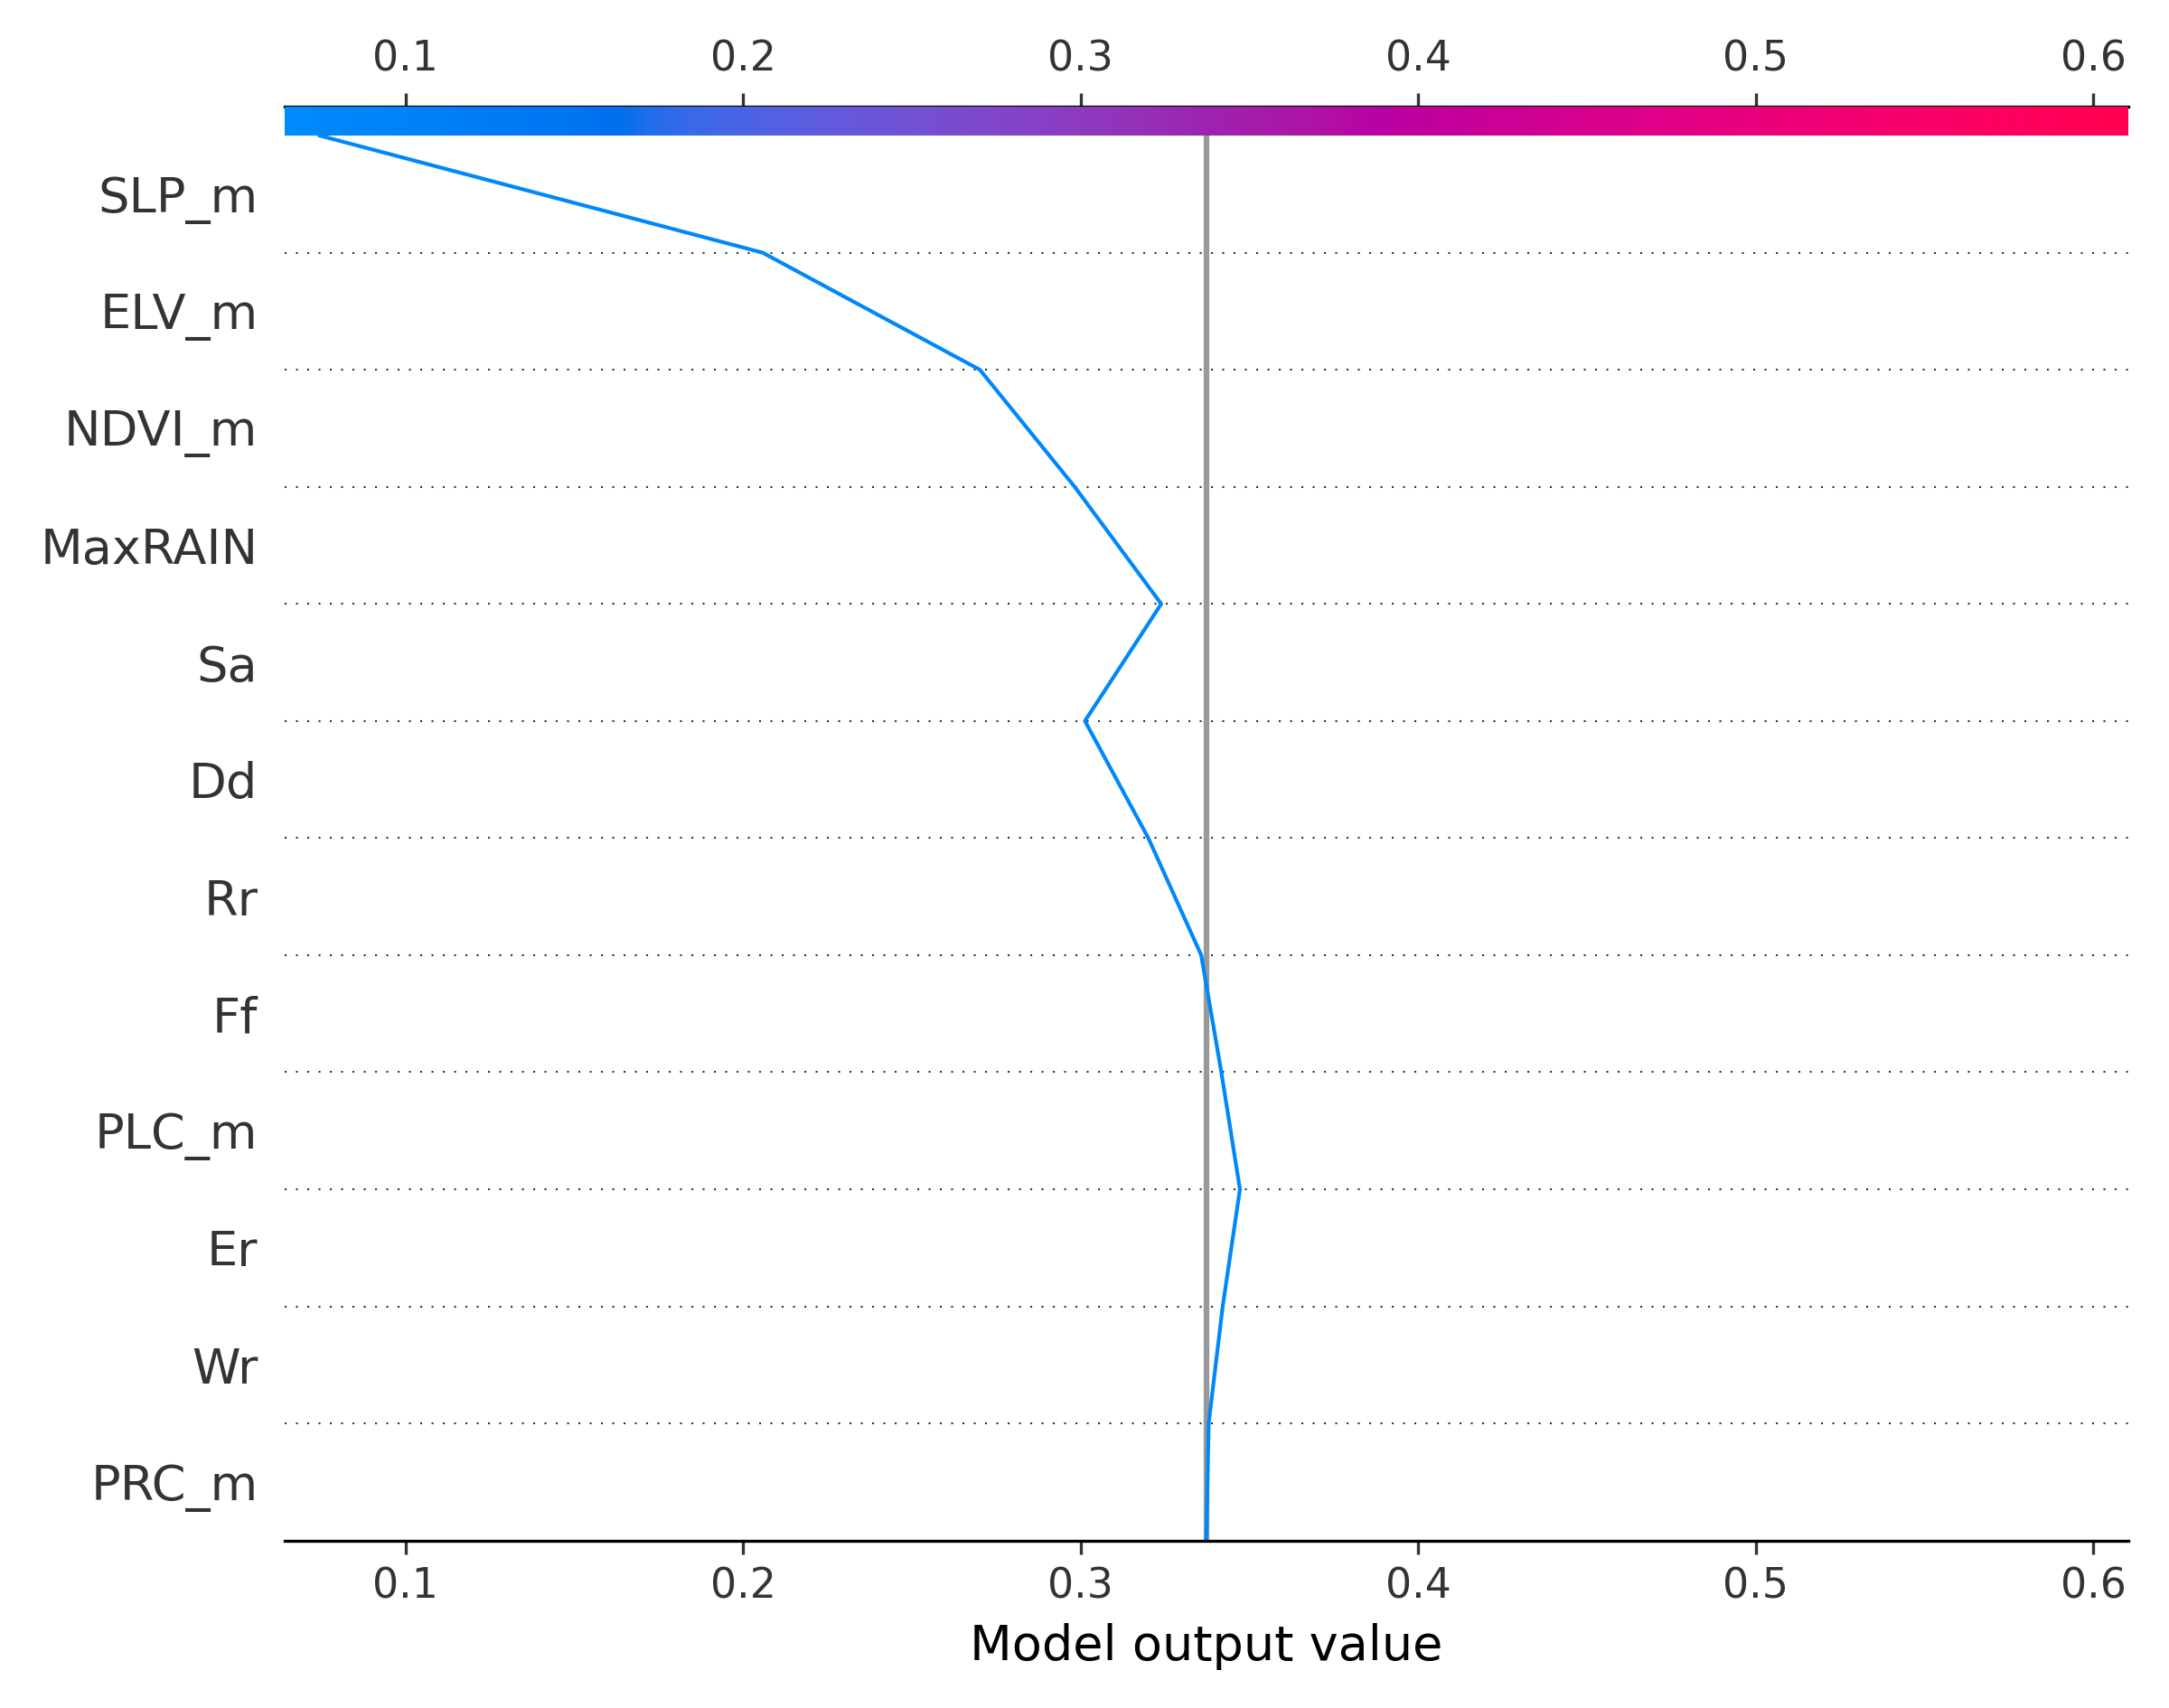 0.1 0.2 0.3 0.4 0.5 0.6
SLP_m
ELV_m
NDVI_m
MaxRAIN
Sa
Dd
Rr
Ff
PLC_m
Er
Wr
PRC_m
0.1 0.2 0.3 0.4 0.5 0.6
Model output value